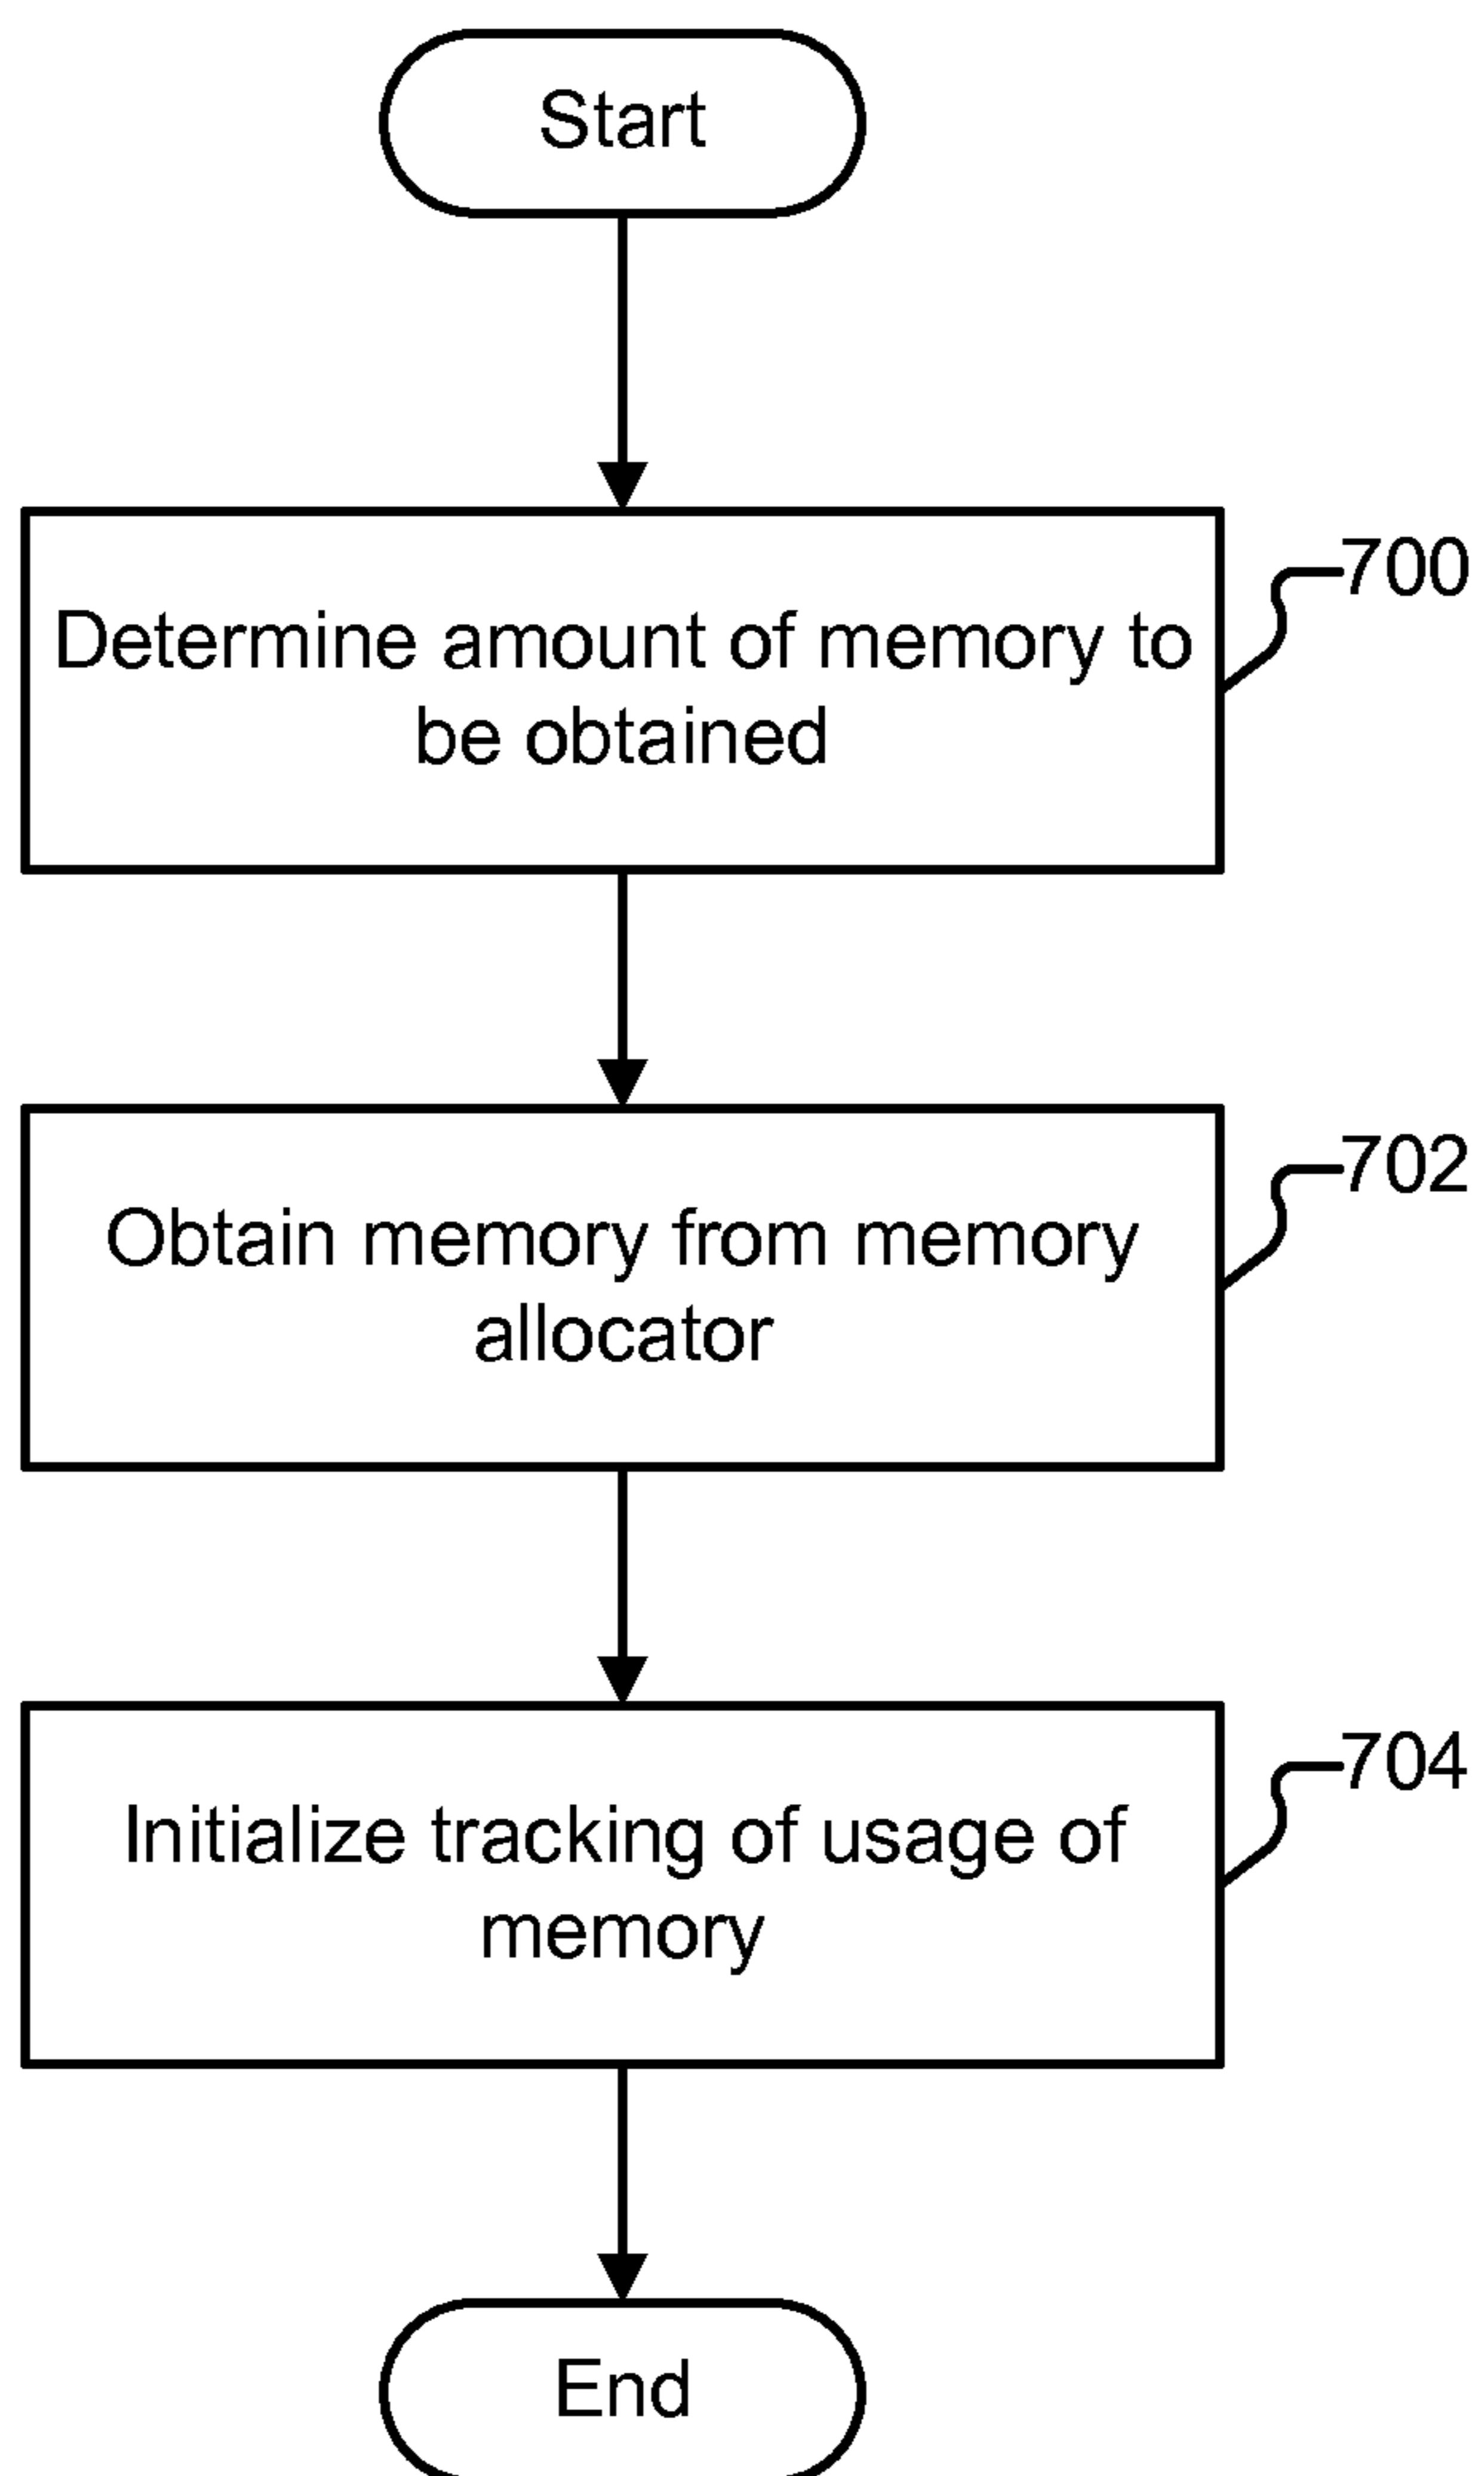 Start
700
Determine amount of memory to
be obtained
702
Obtain memory from memory
allocator
704
Initialize tracking of usage of
memory
End